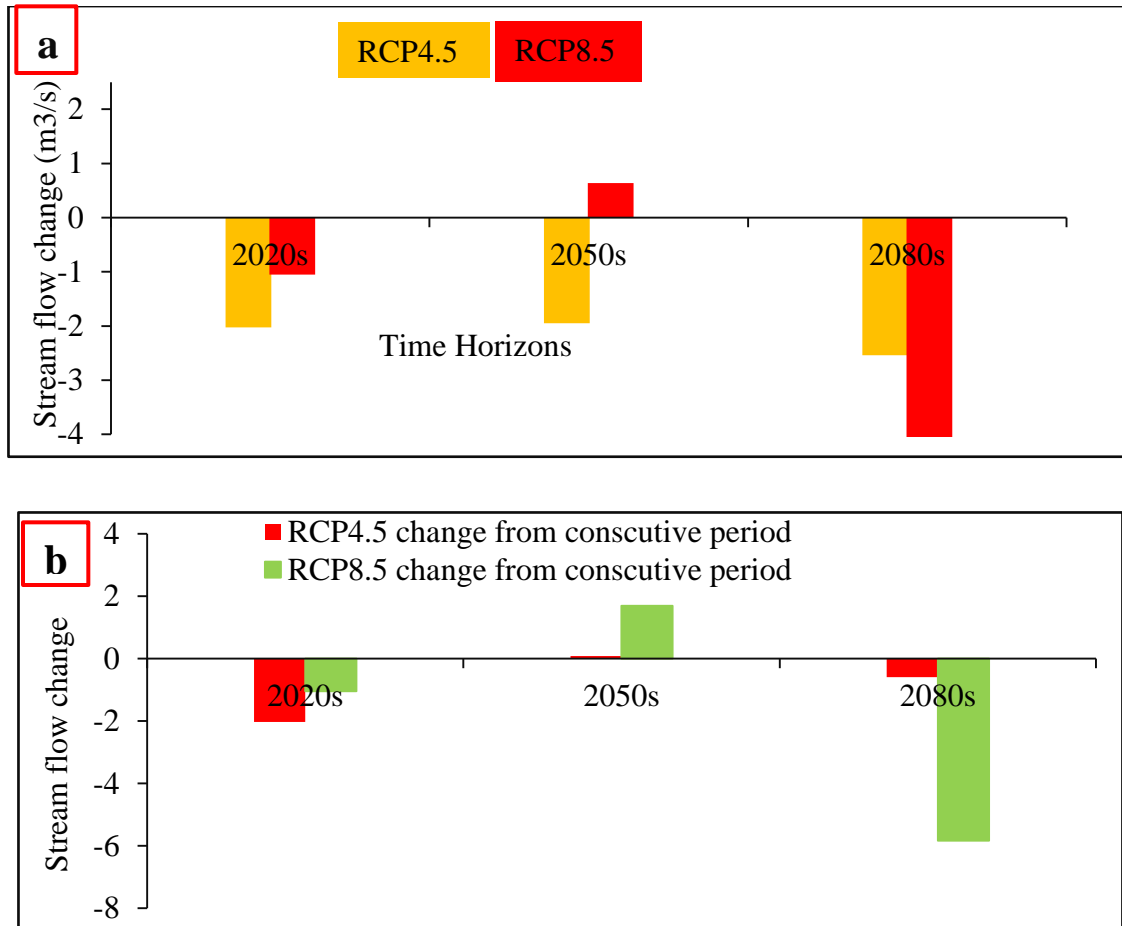 a
RCP4.5
RCP8.5
Stream flow change (m3/s)
2
1
0
-1
-2
-3
-4
2020s
2050s
2080s
Time Horizons
b
RCP4.5 change from conscutive period
RCP8.5 change from conscutive period
Stream flow change
4
2
0
-2
-4
-6
-8
2020s
2050s
2080s